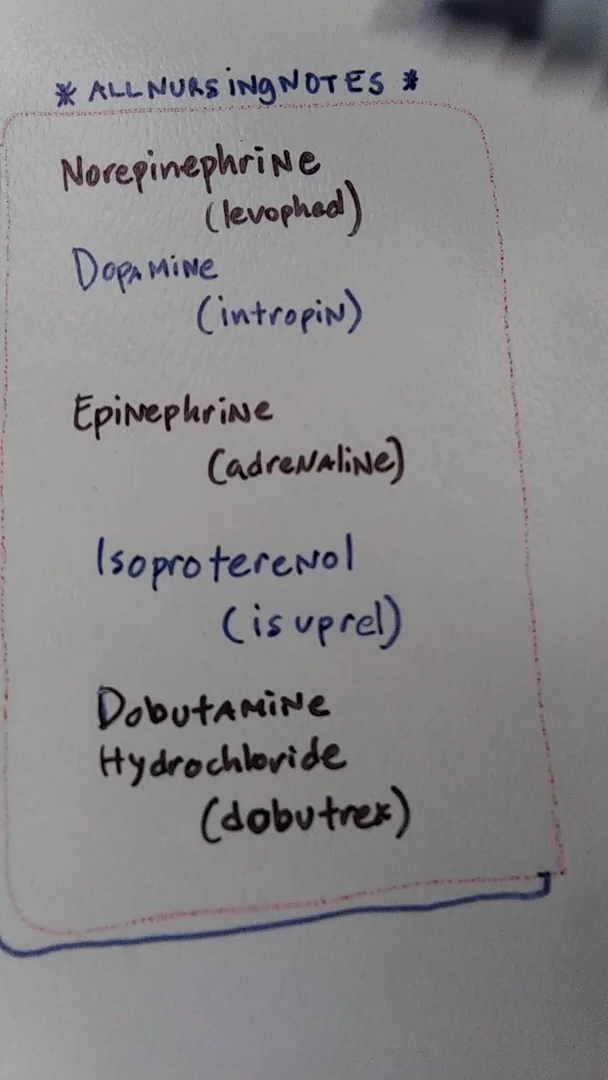 * ALLNURSINGNOTES *
Norepinephrine
(levophed)
Dopamine
(intropin)
Epinephrine
(adrenaline)
Isoproterenol
(isuprel)
Dobutamine
Hydrochloride
(dobutrex)